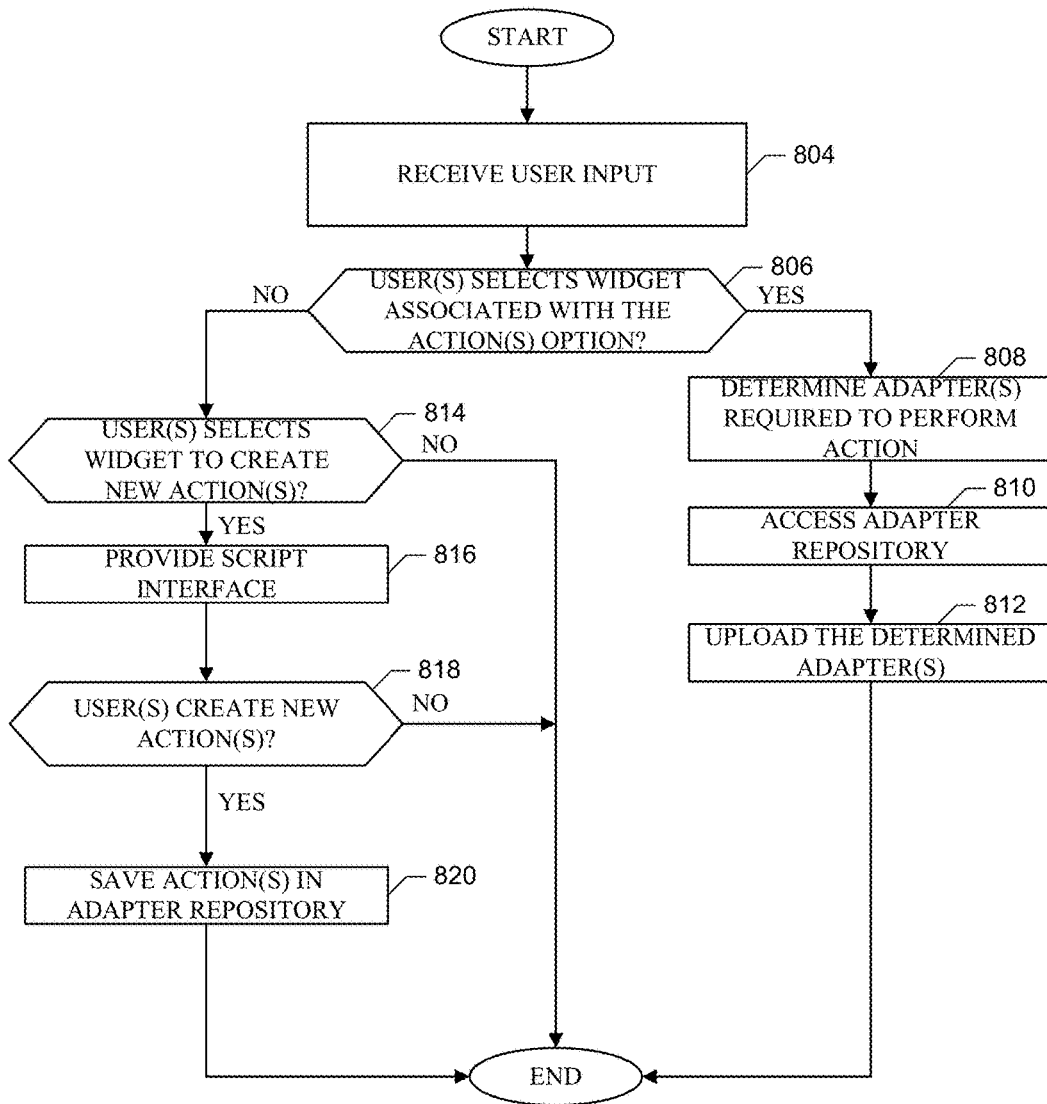 START
RECEIVE USER INPUT
804
USER(S) SELECTS WIDGET
ASSOCIATED WITH THE
ACTION(S) OPTION?
806
NO
YES
808
DETERMINE ADAPTER(S)
REQUIRED TO PERFORM
ACTION
810
ACCESS ADAPTER
REPOSITORY
812
UPLOAD THE DETERMINED
ADAPTER(S)
USER(S) SELECTS
WIDGET TO CREATE
NEW ACTION(S)?
814
NO
YES
PROVIDE SCRIPT
INTERFACE
816
USER(S) CREATE NEW
ACTION(S)?
818
NO
YES
SAVE ACTION(S) IN
ADAPTER REPOSITORY
820
END